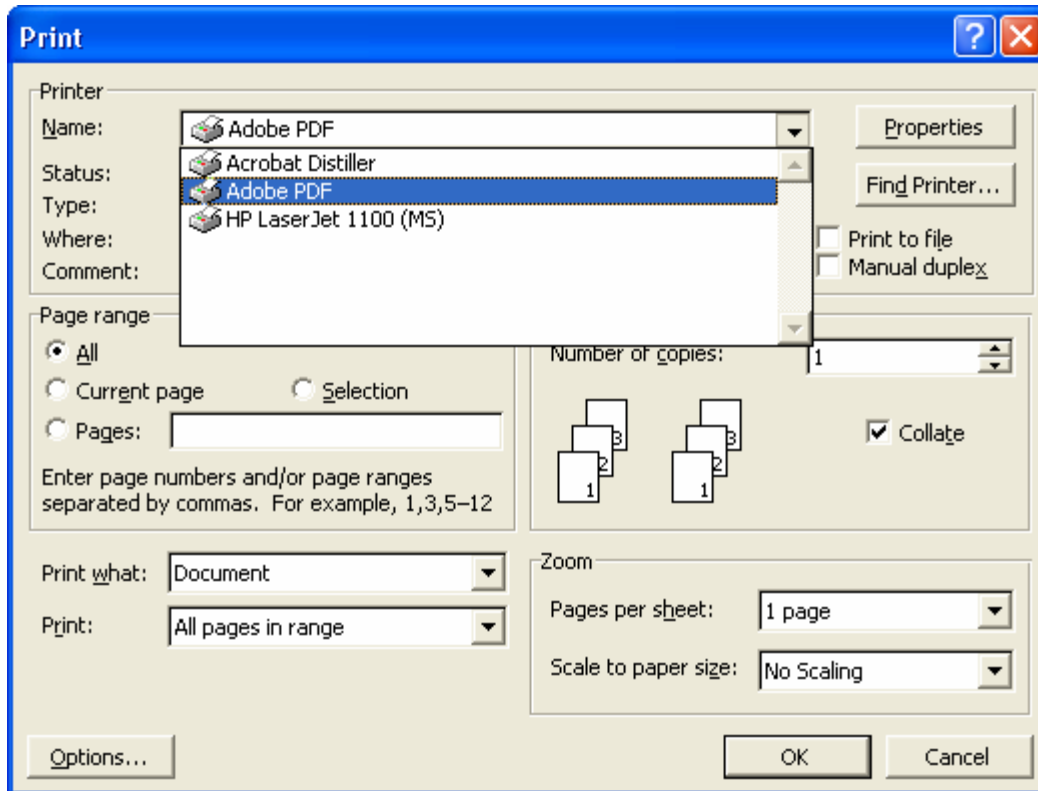 Print
Printer
Name:
Adobe PDF
Properties
Acrobat Distiller
Adobe PDF
HP LaserJet 1100 (MS)
Status:
Find Printer...
Type:
Where:
Print to file
Comment:
Manual duplex
Page range
All
Number of copies:
1
Current page
Selection
Pages:
Collate
3
2
1
3
2
1
Enter page numbers and/or page ranges
separated by commas. For example, 1,3,5–12
Print what:
Document
Print:
All pages in range
Zoom
Pages per sheet:
1 page
Scale to paper size:
No Scaling
Options...
OK
Cancel